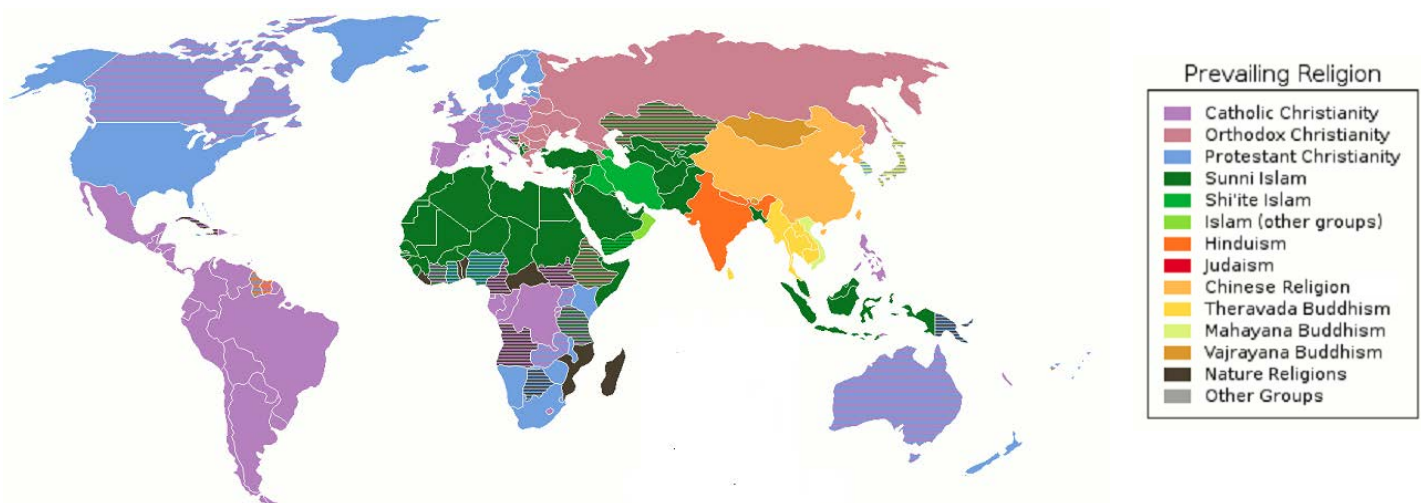 Prevailing Religion
Catholic Christianity
Orthodox Christianity
Protestant Christianity
Sunni Islam
Shi'ite Islam
Islam (other groups)
Hinduism
Judaism
Chinese Religion
Theravada Buddhism
Mahayana Buddhism
Vajrayana Buddhism
Nature Religions
Other Groups